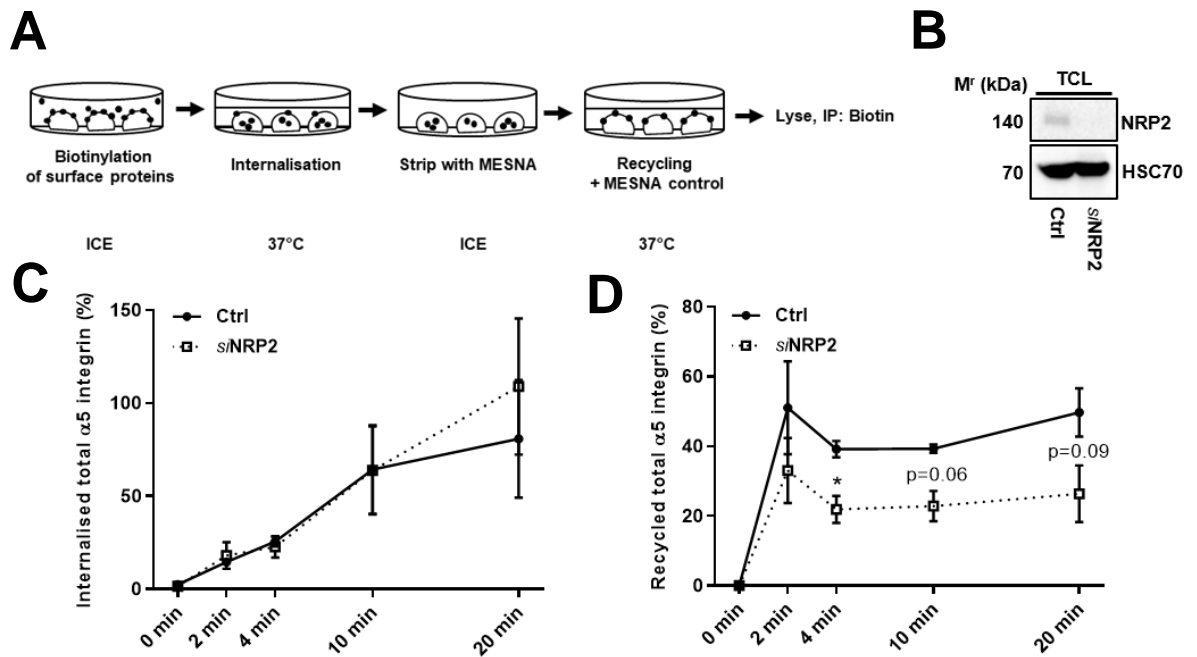 A
Biotinylation
of surface proteins
Internalisation
Strip with MESNA
Recycling
+ MESNA control
Lyse, IP: Biotin
ICE
37°C
ICE
37°C
B
Mʳ (kDa)
TCL
140
NRP2
70
HSC70
Ctrl
siNRP2
C
Internalised total α5 integrin (%)
150
100
50
0
Ctrl
siNRP2
0 min
2 min
4 min
10 min
20 min
D
Recycled total α5 integrin (%)
80
60
40
20
0
Ctrl
siNRP2
*
p=0.06
p=0.09
0 min
2 min
4 min
10 min
20 min